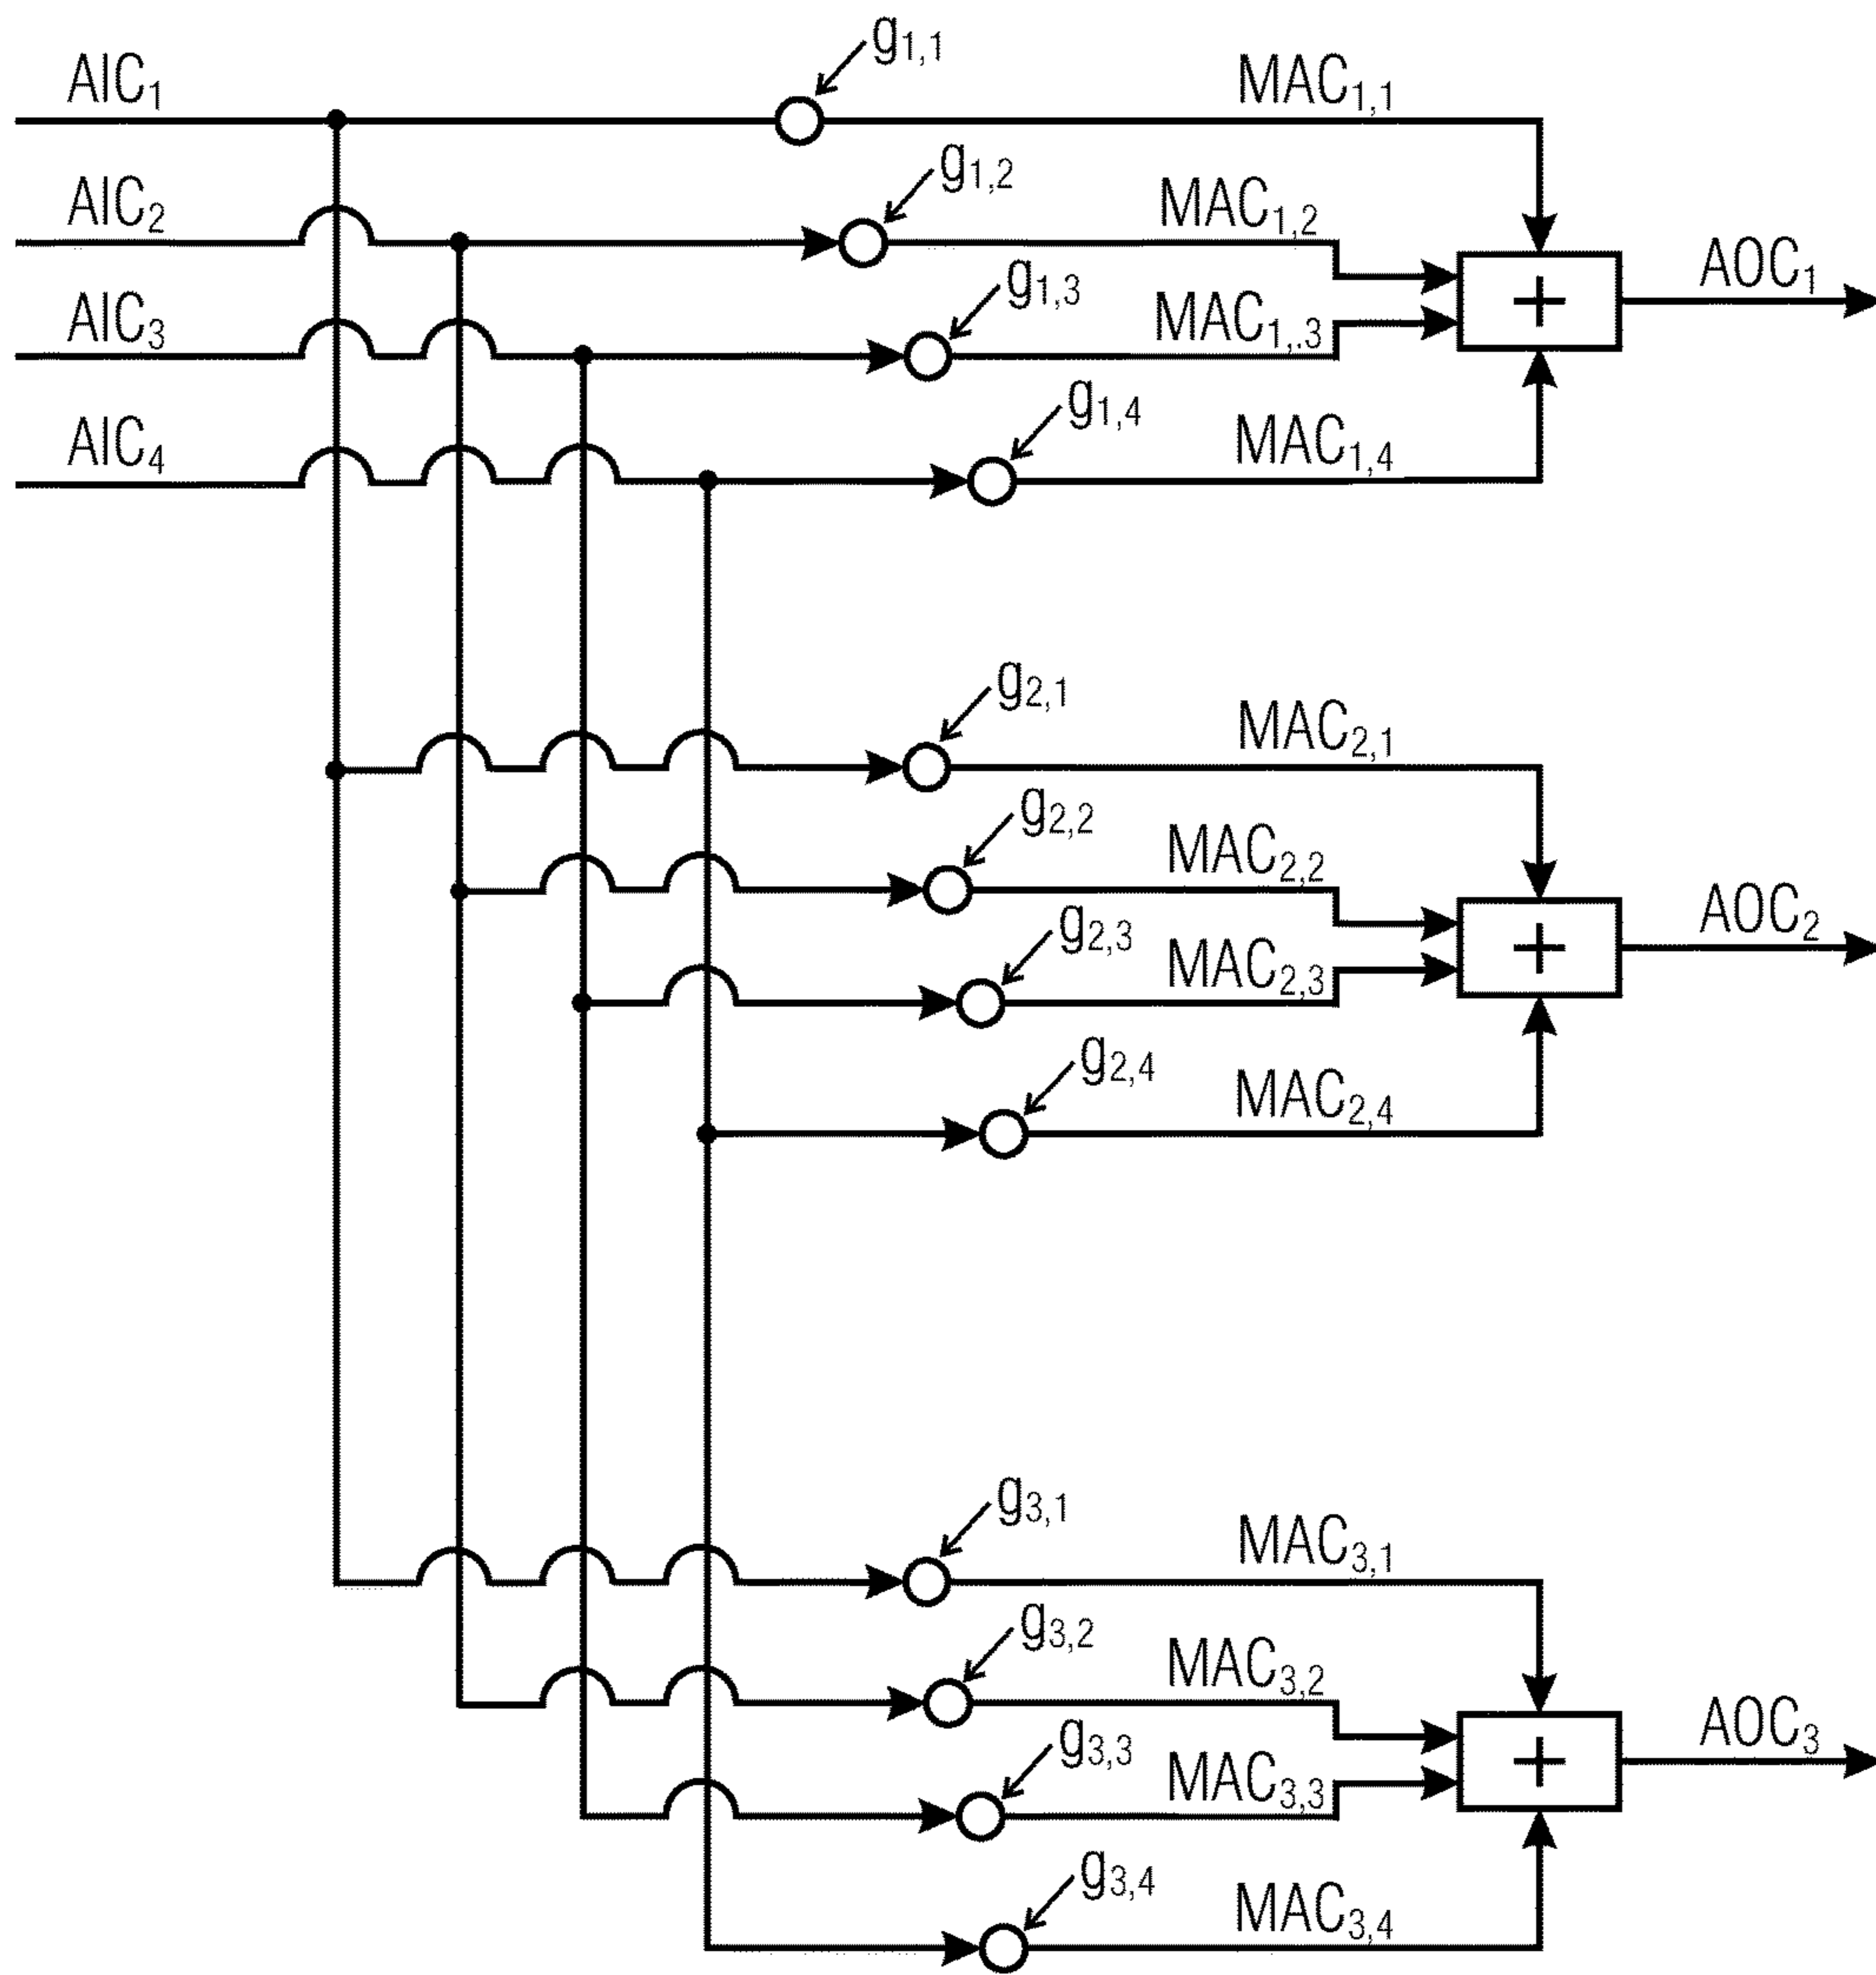 g1,1
AIC1
MAC1,1
g1,2
AIC2
MAC1,2
g1,3
AOC1
AIC3
MAC1,.3
+
g1,4
AIC4
MAC1,4
g2,1
MAC2,1
g2,2
MAC2,2
g2,3
AOC2
MAC2,3
+
g2,4
MAC2,4
g3,1
MAC3,1
g3,2
MAC3,2
g3,3
AOC3
MAC3,3
+
g3,4
MAC3,4